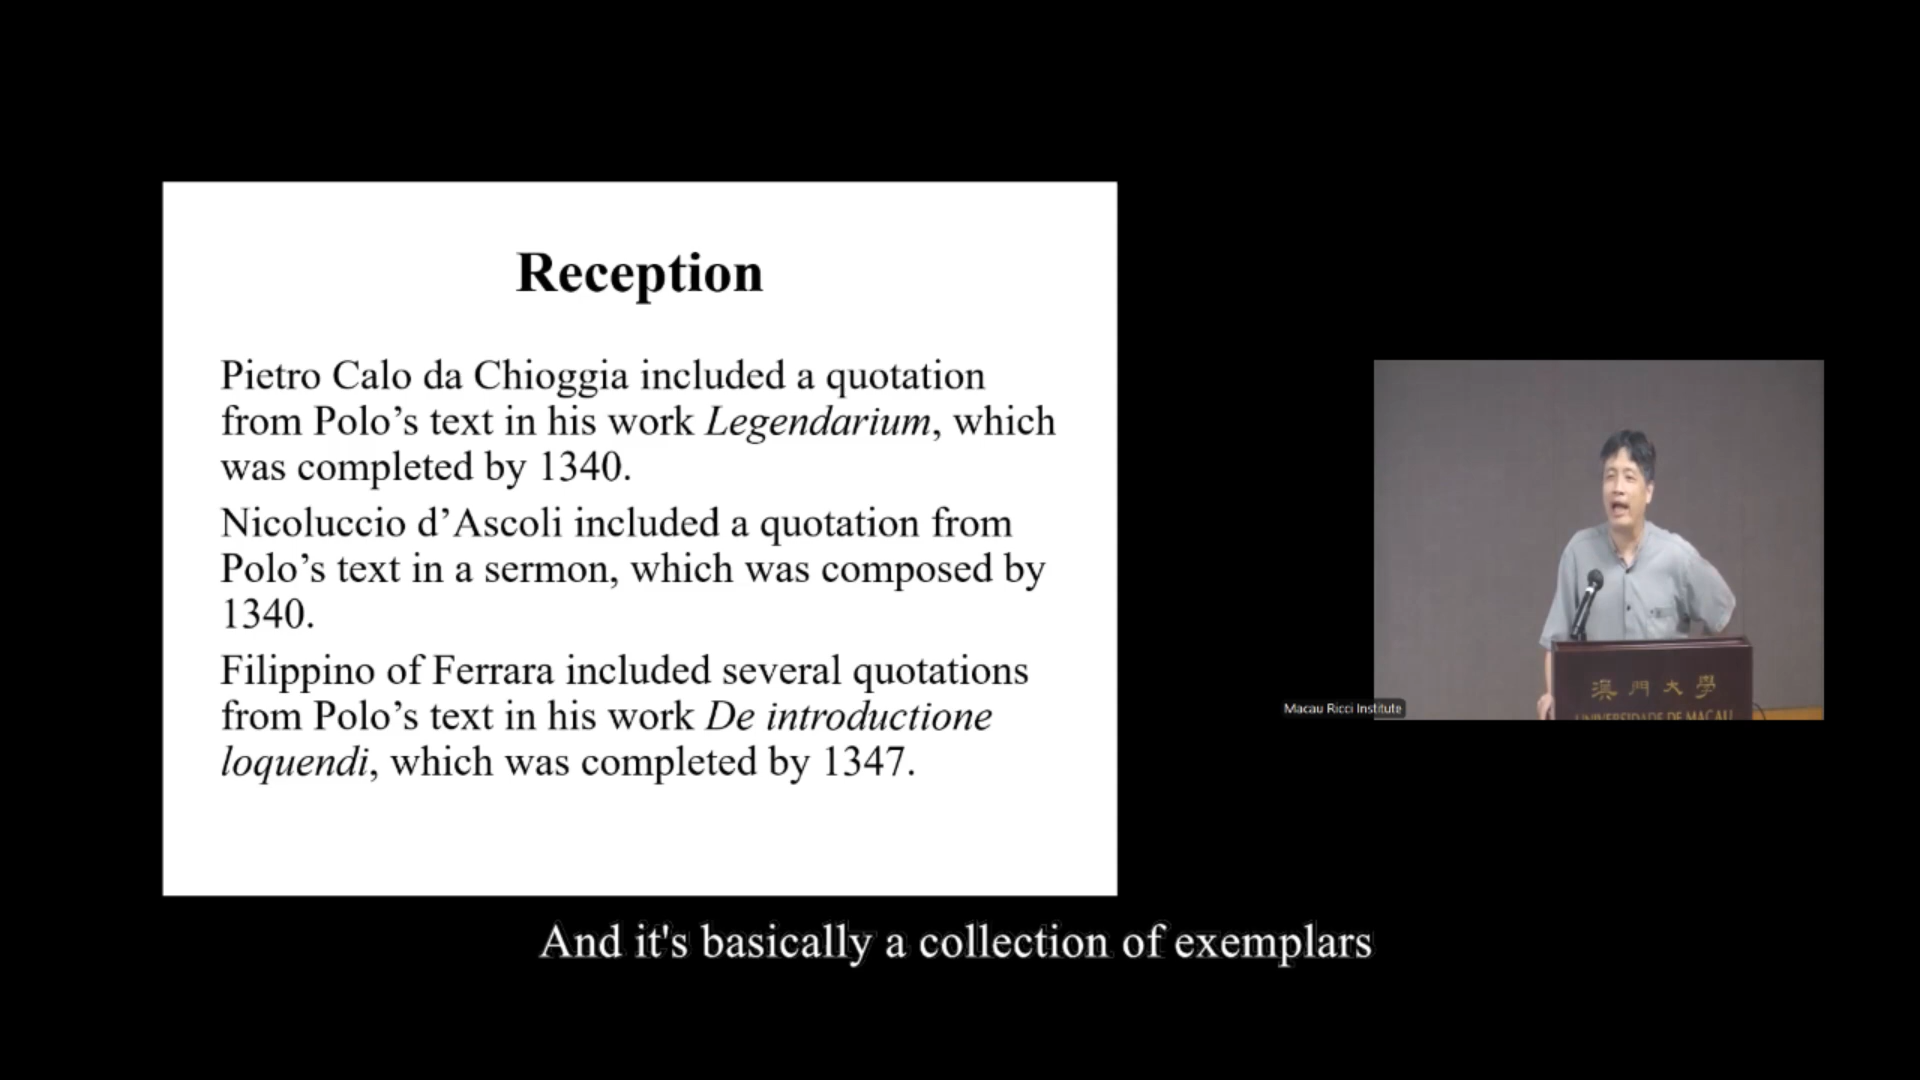 Reception
Pietro Calo da Chioggia included a quotation
from Polo’s text in his work Legendarium, which
was completed by 1340.
Nicoluccio d’Ascoli included a quotation from
Polo’s text in a sermon, which was composed by
1340.
Filippino of Ferrara included several quotations
from Polo’s text in his work De introductione
loquendi, which was completed by 1347.
Macau Ricci Institute
澳門大學
UNIVERSIDADE DE MACAU
And it's basically a collection of exemplars